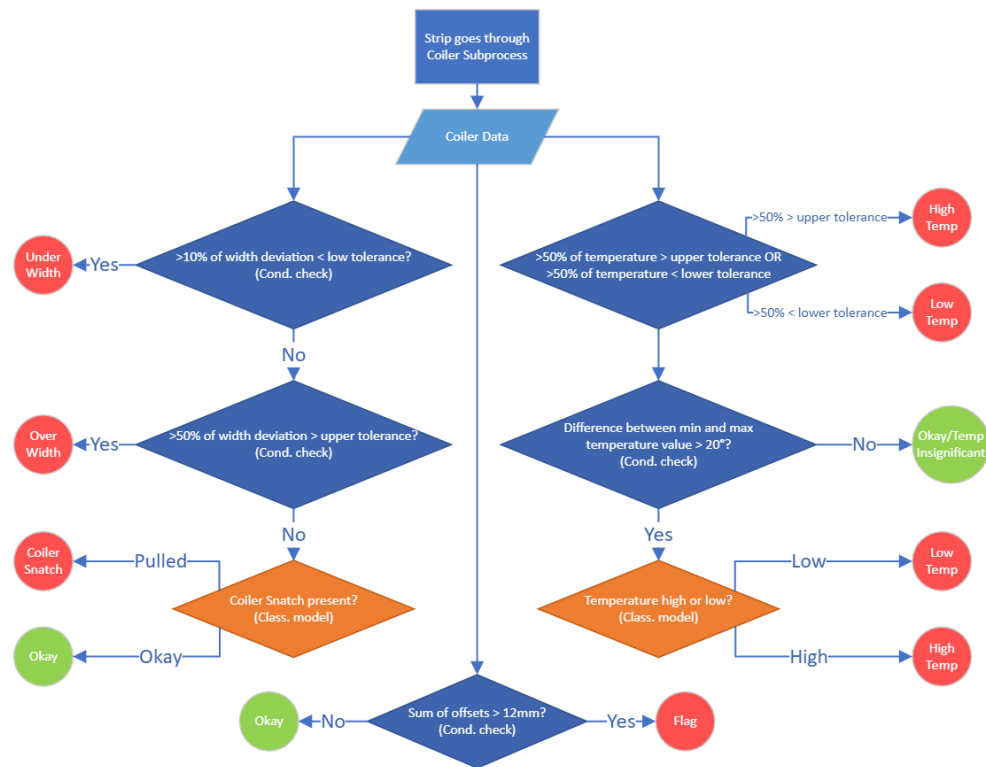 Strip goes through
Coiler Subprocess
Coiler Data
>10% of width deviation < low tolerance?
(Cond. check)
Yes
Under
Width
No
>50% of width deviation > upper tolerance?
(Cond. check)
Yes
Over
Width
No
Coiler Snatch present?
(Class. model)
Pulled
Coiler
Snatch
Okay
Okay
>50% of temperature > upper tolerance OR
>50% of temperature < lower tolerance
>50% > upper tolerance
High
Temp
>50% < lower tolerance
Low
Temp
Difference between min and max
temperature value > 20°?
(Cond. check)
No
Okay/Temp
Insignificant
Yes
Temperature high or low?
(Class. model)
Low
Low
Temp
High
High
Temp
Sum of offsets > 12mm?
(Cond. check)
No
Okay
Yes
Flag